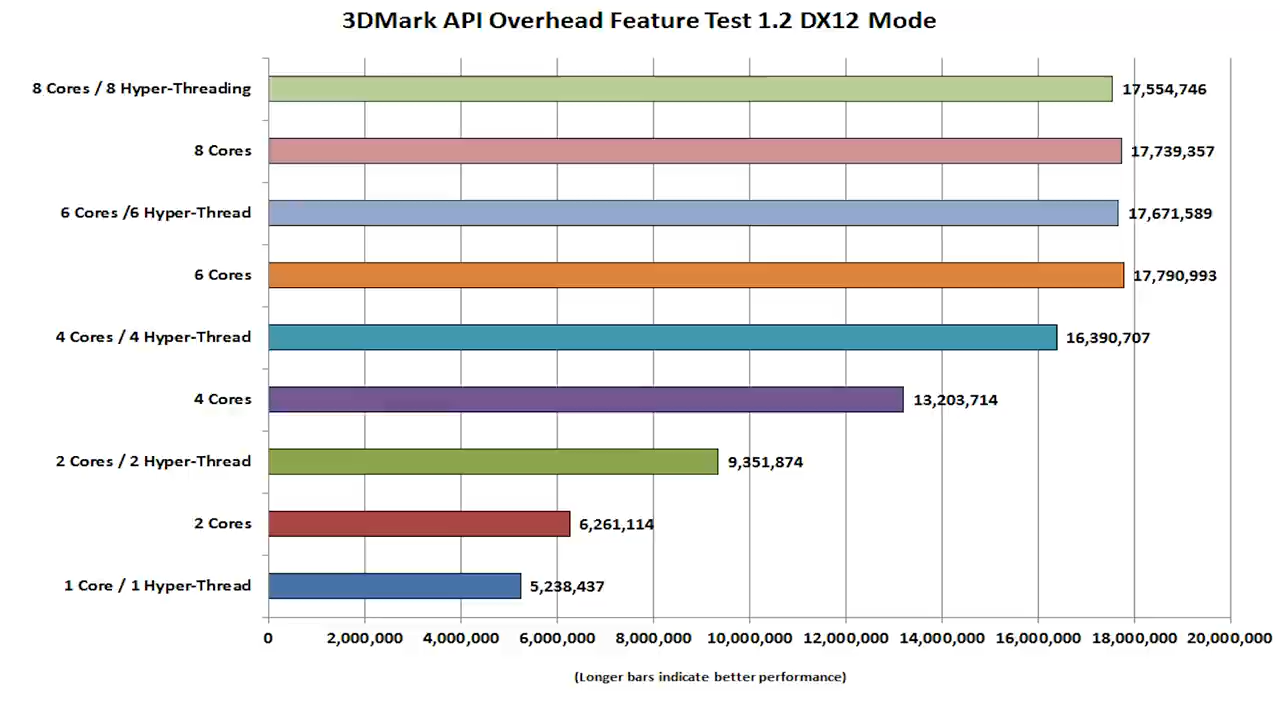 3DMark API Overhead Feature Test 1.2 DX12 Mode
8 Cores / 8 Hyper-Threading 17,554,746
8 Cores 17,739,357
6 Cores /6 Hyper-Thread 17,671,589
6 Cores 17,790,993
4 Cores / 4 Hyper-Thread 16,390,707
4 Cores 13,203,714
2 Cores / 2 Hyper-Thread 9,351,874
2 Cores 6,261,114
1 Core / 1 Hyper-Thread 5,238,437
0 2,000,000 4,000,000 6,000,000 8,000,000 10,000,000 12,000,000 14,000,000 16,000,000 18,000,000 20,000,000
(Longer bars indicate better performance)